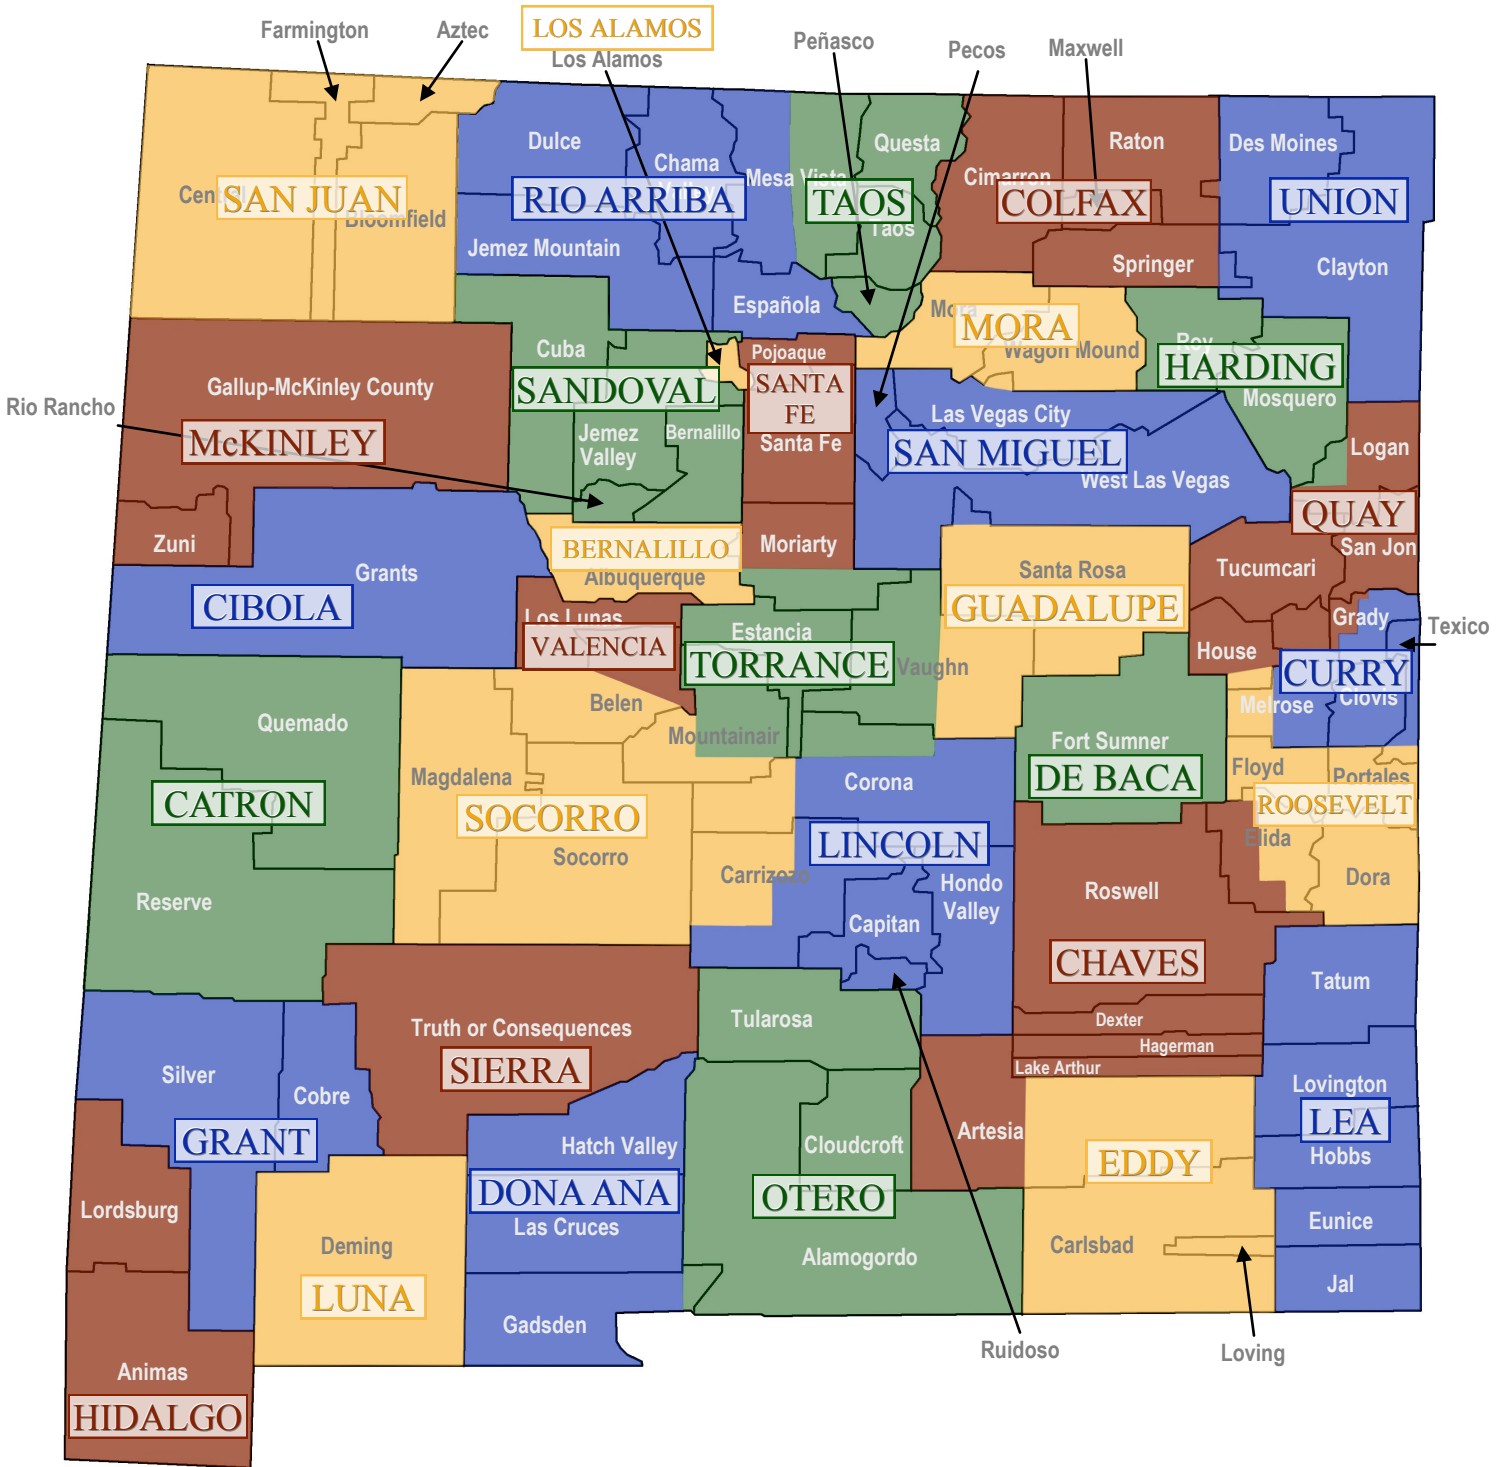 Farmington
Aztec
LOS ALAMOS
Los Alamos
Peñasco
Pecos
Maxwell
Dulce
Chama
Valley
Mesa Vista
Questa
Cimarron
Raton
Des Moines
Central
SAN JUAN
Bloomfield
RIO ARRIBA
TAOS
Taos
COLFAX
UNION
Jemez Mountain
Española
Springer
Clayton
Mora
MORA
Wagon Mound
Roy
HARDING
Mosquero
Cuba
SANDOVAL
Pojoaque
SANTA
FE
Santa Fe
Gallup-McKinley County
Rio Rancho
McKINLEY
Jemez
Valley
Bernalillo
Las Vegas City
SAN MIGUEL
West Las Vegas
Logan
QUAY
San Jon
Zuni
Grants
CIBOLA
BERNALILLO
Albuquerque
Moriarty
Santa Rosa
GUADALUPE
Tucumcari
Grady
Texico
Los Lunas
VALENCIA
Estancia
TORRANCE
Vaughn
House
CURRY
Clovis
Melrose
Belen
Mountainair
Quemado
CATRON
Magdalena
SOCORRO
Socorro
Corona
LINCOLN
Fort Sumner
DE BACA
Floyd
Portales
ROOSEVELT
Elida
Dora
Reserve
Carrizozo
Capitan
Hondo
Valley
Roswell
CHAVES
Tatum
Truth or Consequences
SIERRA
Tularosa
Dexter
Hagerman
Lake Arthur
Silver
Cobre
GRANT
Lovington
LEA
Hobbs
Hatch Valley
DONA ANA
Las Cruces
Cloudcroft
OTERO
Artesia
EDDY
Lordsburg
Deming
LUNA
Alamogordo
Carlsbad
Eunice
Jal
Gadsden
Ruidoso
Loving
Animas
HIDALGO